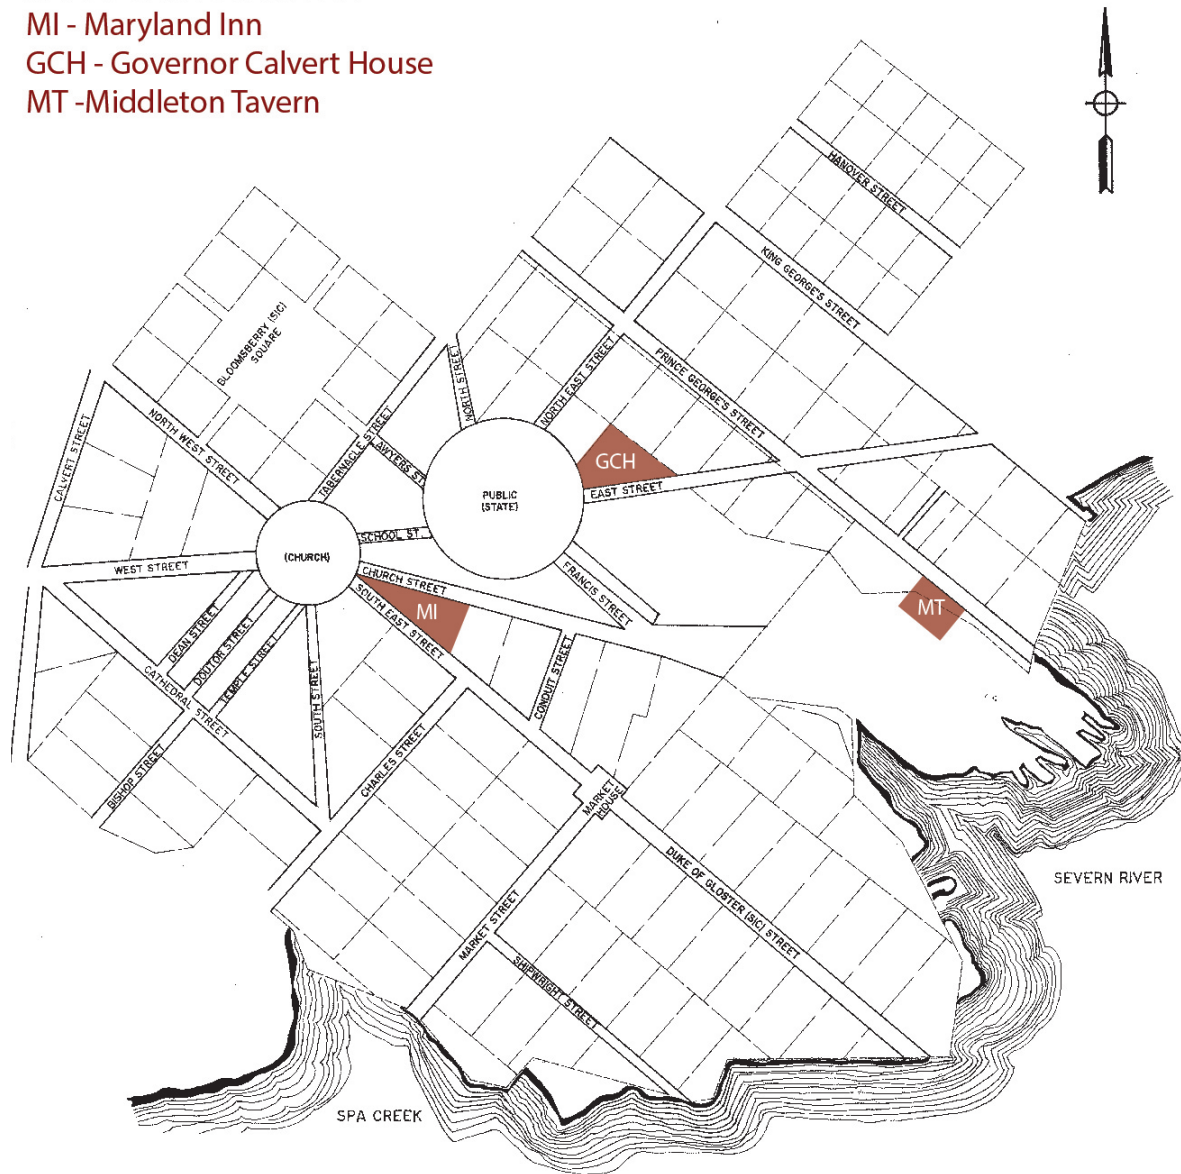 MI - Maryland Inn
GCH - Governor Calvert House
MT -Middleton Tavern
HANOVER STREET
KING GEORGE'S STREET
BLOOMSBERRY (SIC)
SQUARE
NORTH STREET
NORTH EAST STREET
PRINCE GEORGE'S STREET
CALVERT STREET
NORTH WEST STREET
TABERNACLE STREET
LAWYERS ST.
GCH
PUBLIC
(STATE)
EAST STREET
(CHURCH)
SCHOOL ST.
WEST STREET
CHURCH STREET
FRANCIS STREET
SOUTH EAST STREET
MI
MT
DEAN STREET
DOUTOR STREET
TEMPLE STREET
CATHEDRAL STREET
SOUTH STREET
CONDUIT STREET
BISHOP STREET
CHARLES STREET
MARKET
HOUSE
DUKE OF GLOSTER (SIC) STREET
SEVERN RIVER
MARKET STREET
SHIPWRIGHT STREET
SPA CREEK